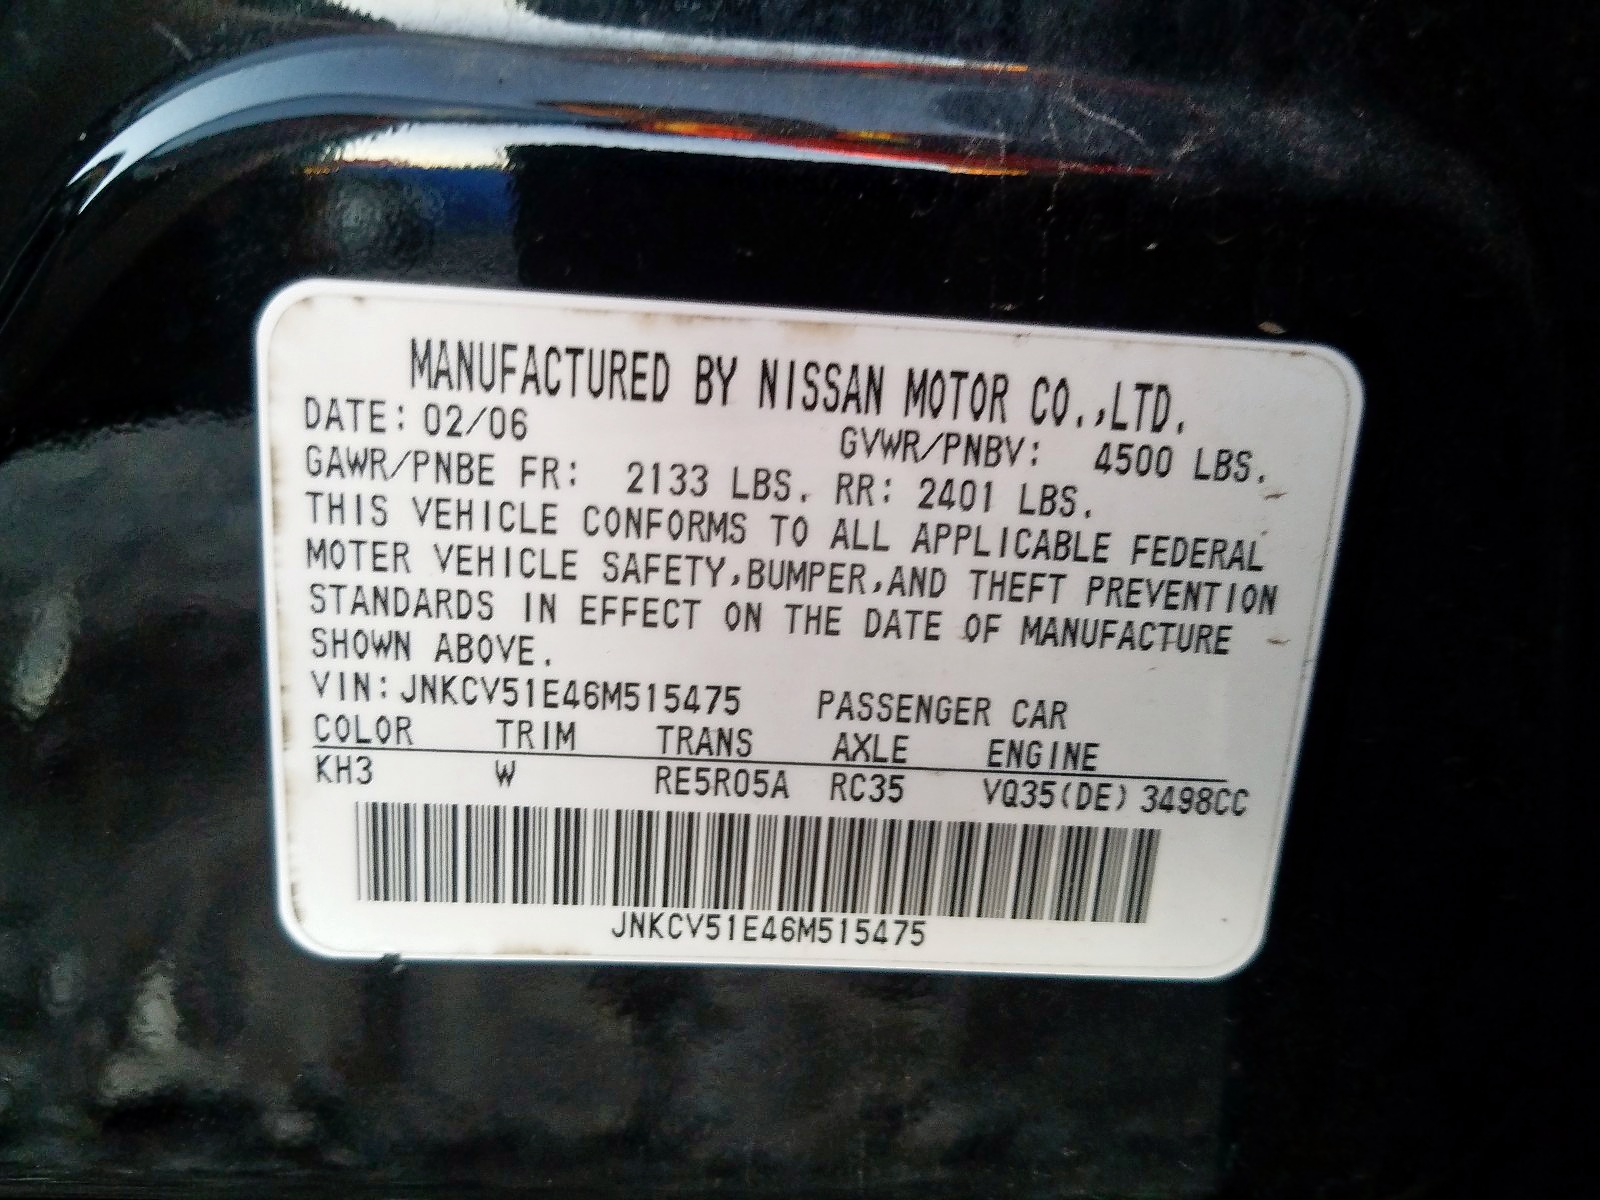 MANUFACTURED BY NISSAN MOTOR CO.,LTD.
DATE: 02/06 GVWR/PNBV: 4500 LBS.
GAWR/PNBE FR: 2133 LBS. RR: 2401 LBS.
THIS VEHICLE CONFORMS TO ALL APPLICABLE FEDERAL
MOTER VEHICLE SAFETY,BUMPER,AND THEFT PREVENTION
STANDARDS IN EFFECT ON THE DATE OF MANUFACTURE
SHOWN ABOVE.
VIN:JNKCV51E46M515475 PASSENGER CAR
COLOR TRIM TRANS AXLE ENGINE
KH3 W RE5R05A RC35 VQ35(DE) 3498CC
JNKCV51E46M515475